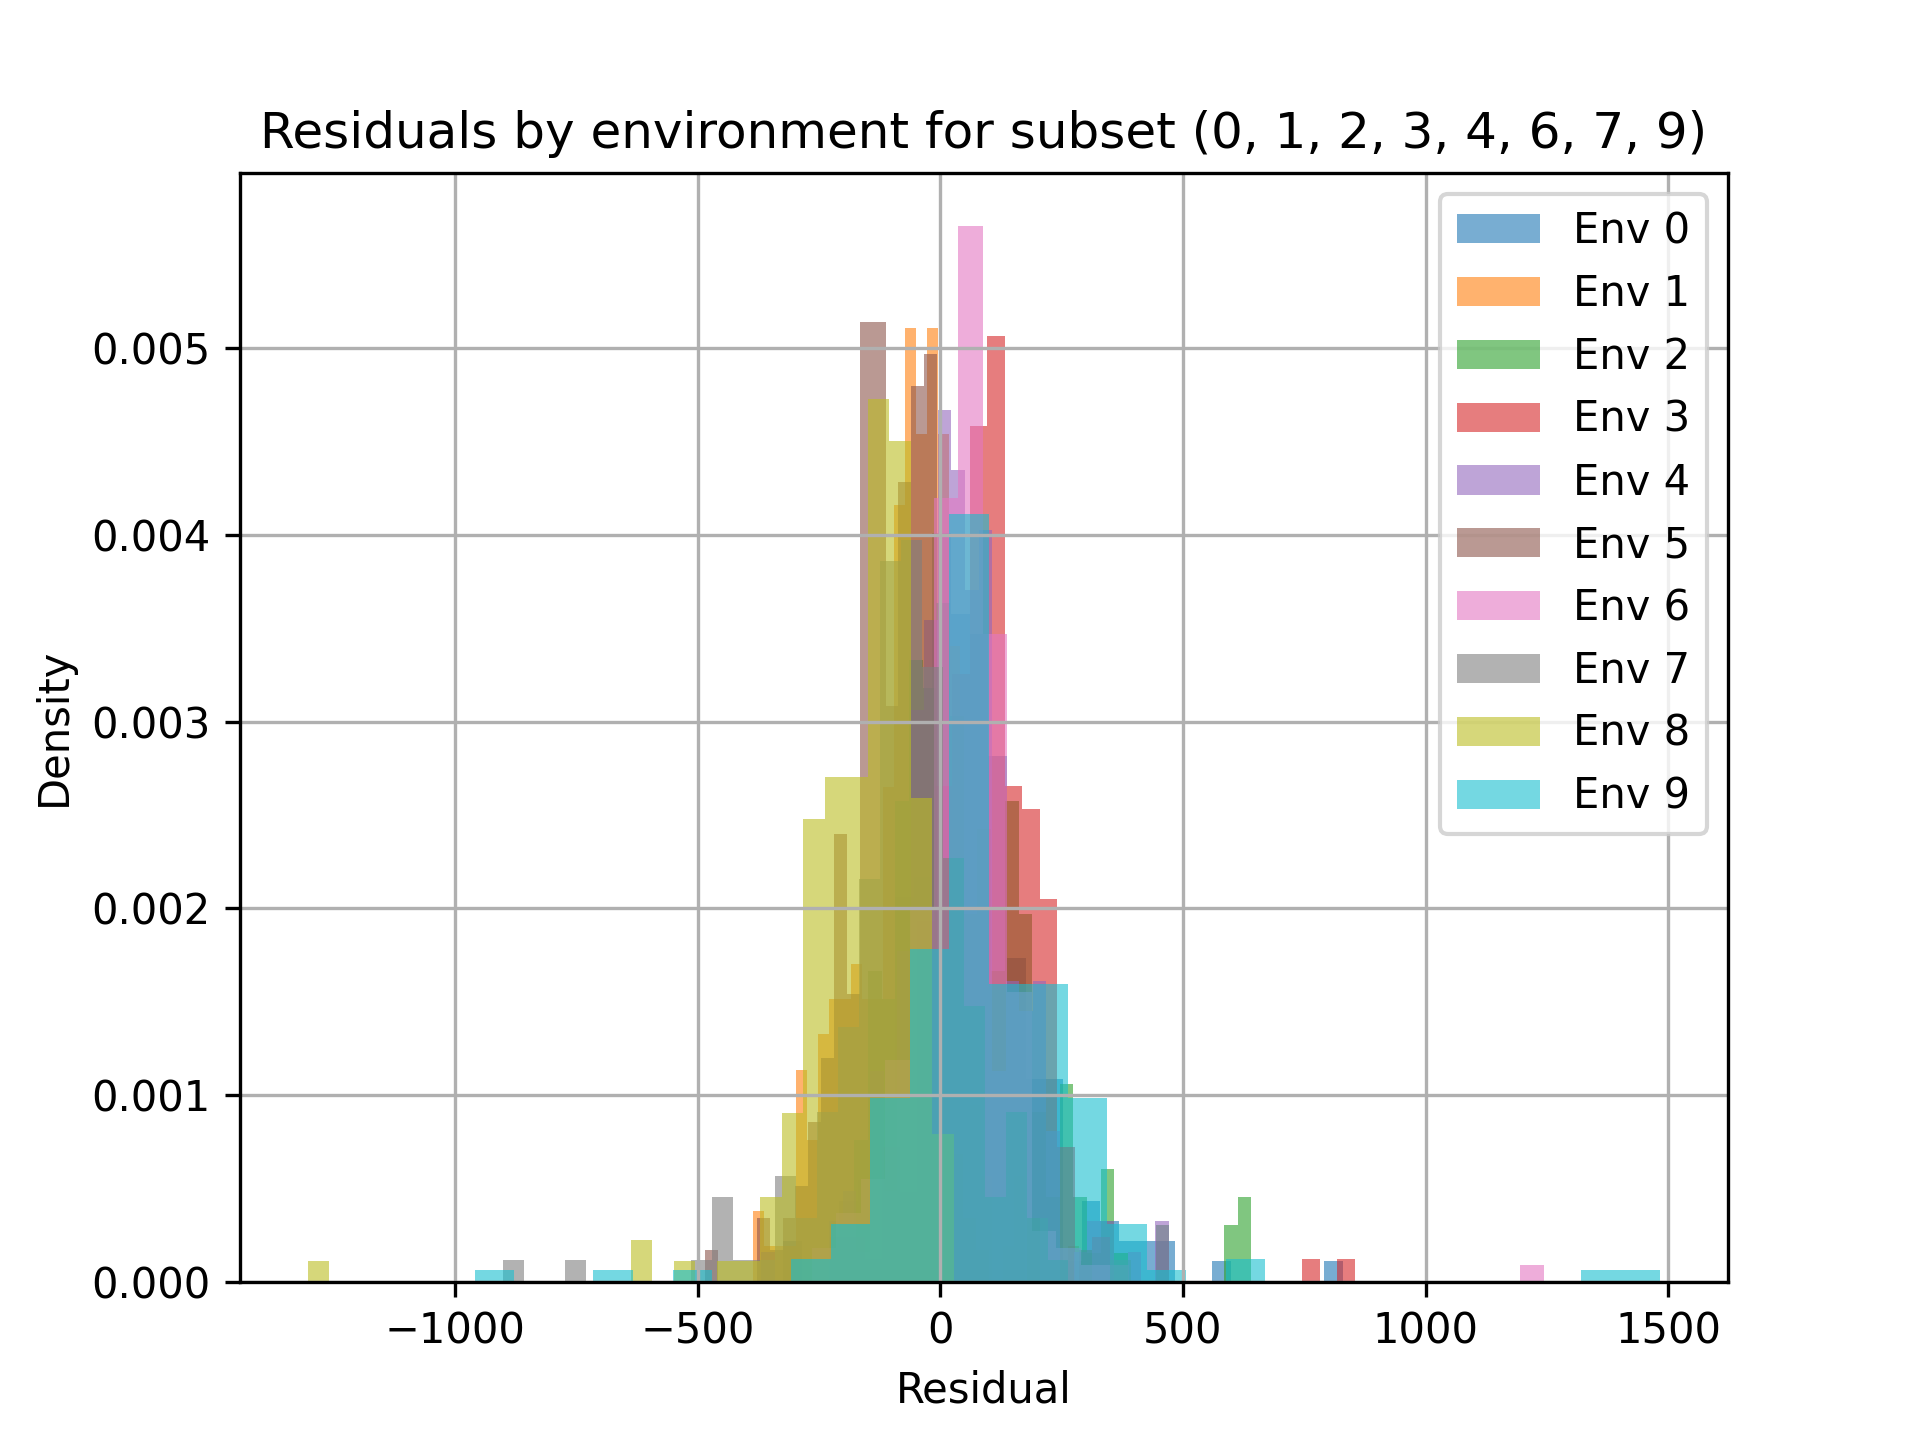 Residuals by environment for subset (0, 1, 2, 3, 4, 6, 7, 9)
Env 0
Env 1
Env 2
Env 3
Env 4
Env 5
Env 6
Env 7
Env 8
Env 9
Density
0.005
0.004
0.003
0.002
0.001
0.000
−1000 −500 0 500 1000 1500
Residual